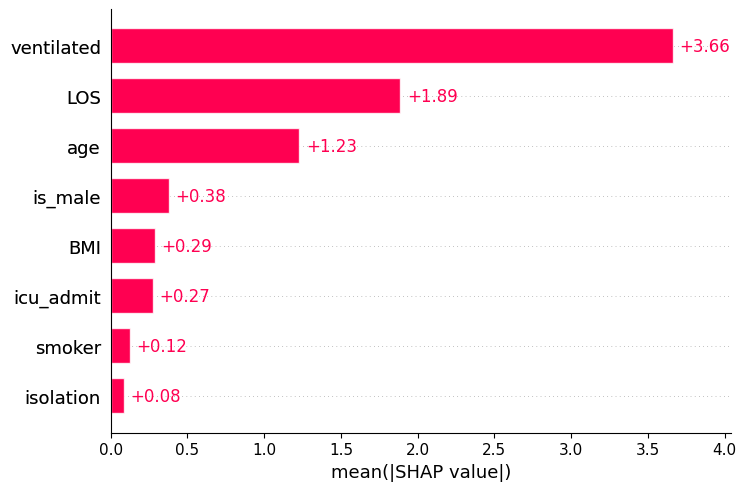 ventilated +3.66
LOS +1.89
age +1.23
is_male +0.38
BMI +0.29
icu_admit +0.27
smoker +0.12
isolation +0.08
0.0 0.5 1.0 1.5 2.0 2.5 3.0 3.5 4.0
mean(|SHAP value|)